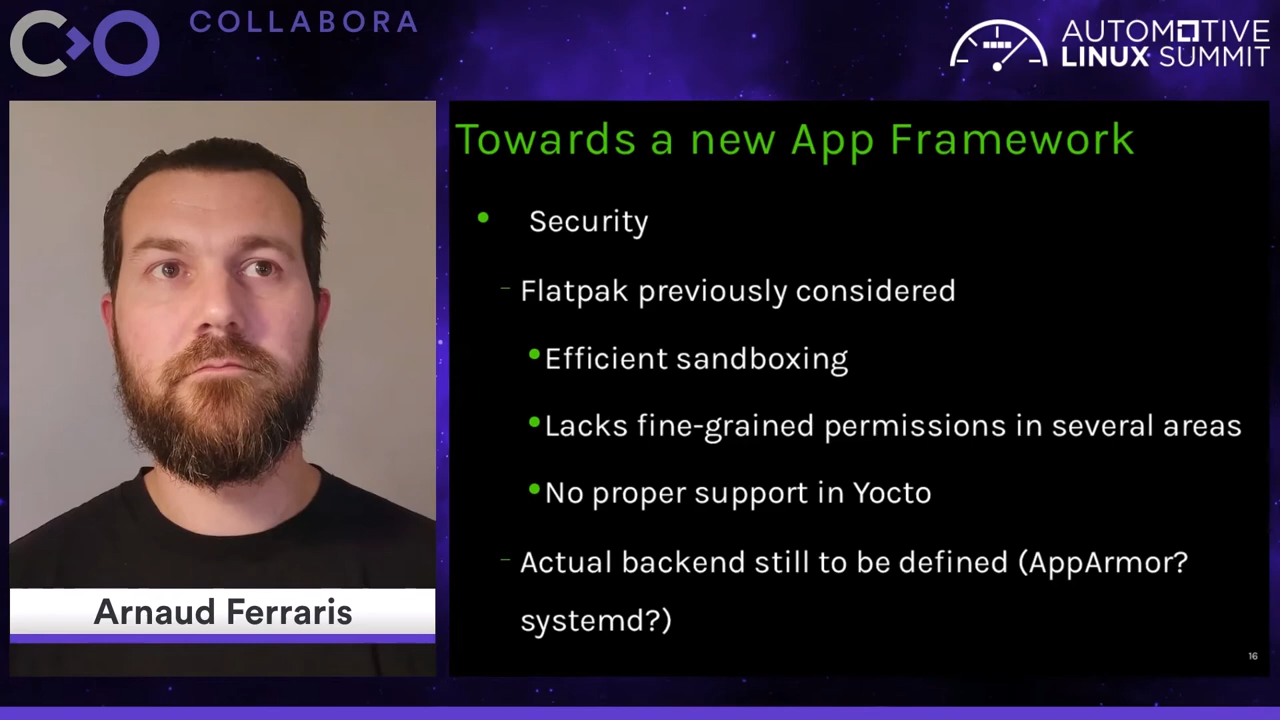 COLLABORA
AUTOMOTIVE
LINUX SUMMIT
Towards a new App Framework
Security
Flatpak previously considered
Efficient sandboxing
Lacks fine-grained permissions in several areas
No proper support in Yocto
Actual backend still to be defined (AppArmor?
systemd?)
16
Arnaud Ferraris